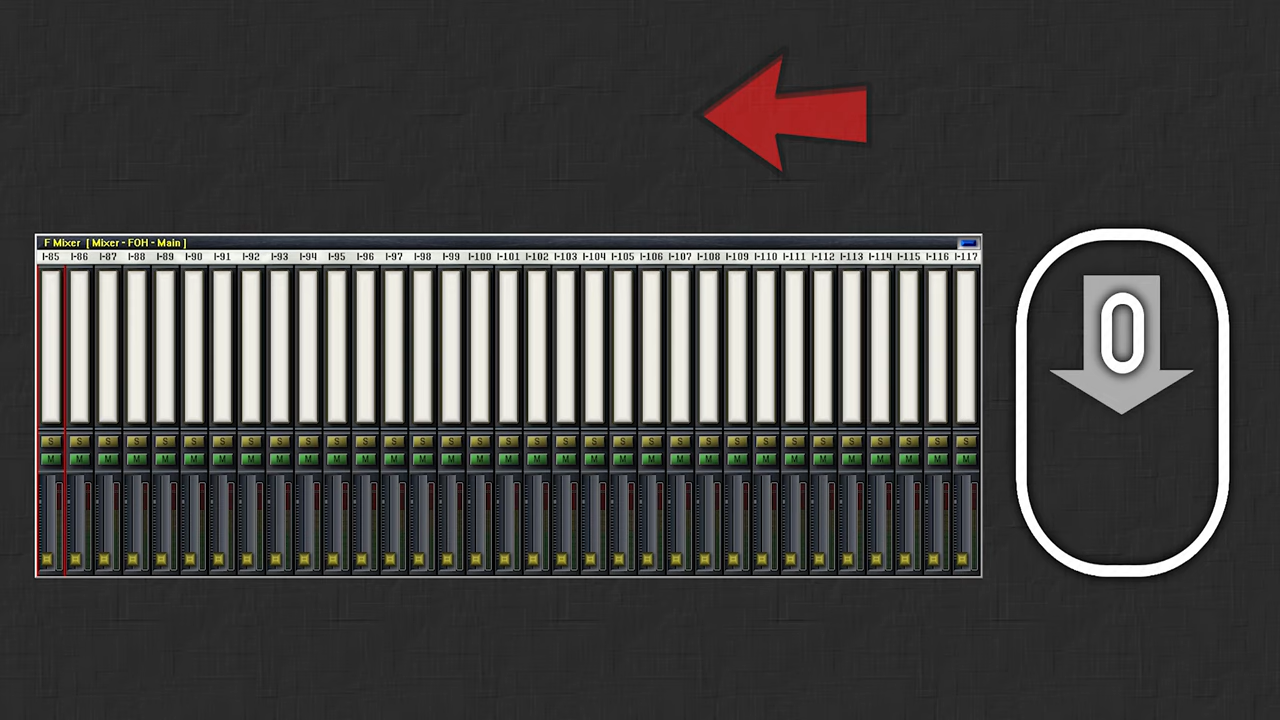 F Mixer [ Mixer - FOH - Main ]
I-85 I-86 I-87 I-88 I-89 I-90 I-91 I-92 I-93 I-94 I-95 I-96 I-97 I-98 I-99 I-100 I-101 I-102 I-103 I-104 I-105 I-106 I-107 I-108 I-109 I-110 I-111 I-112 I-113 I-114 I-115 I-116 I-117
S S S S S S S S S S S S S S S S S S S S S S S S S S S S S S S S S
M M M M M M M M M M M M M M M M M M M M M M M M M M M M M M M M M